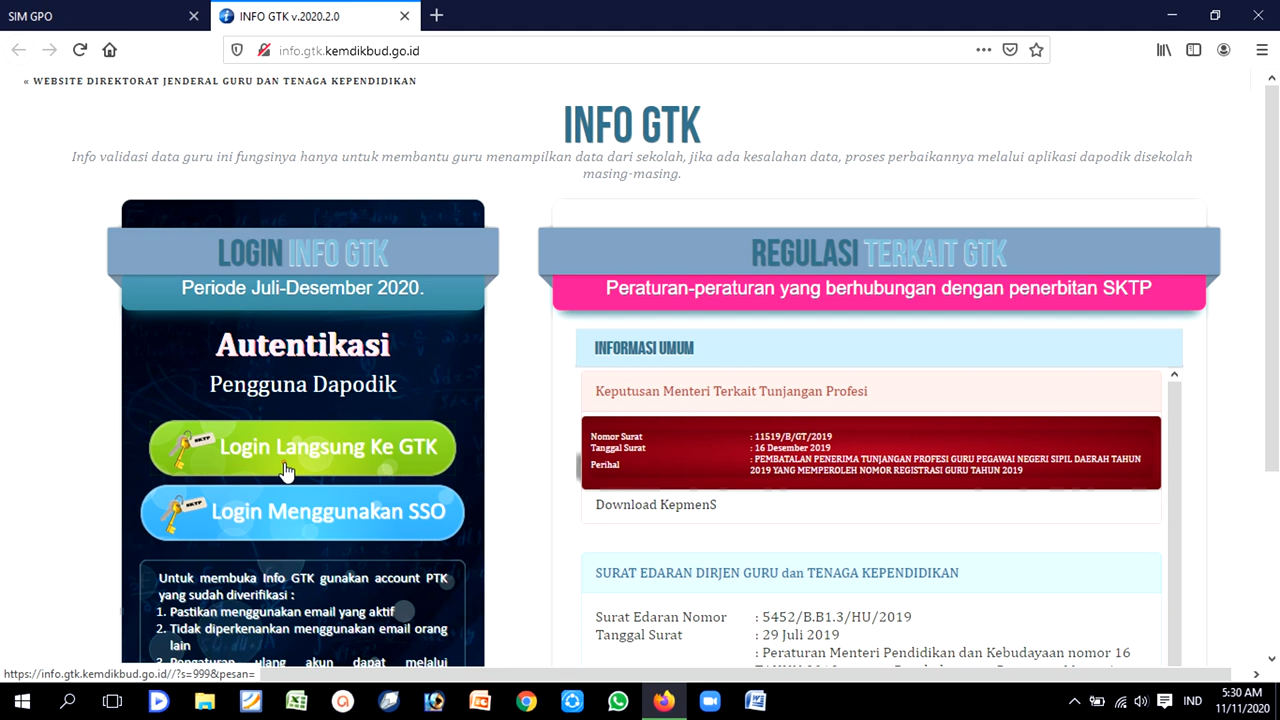 SIM GPO
INFO GTK v.2020.2.0
info.gtk.kemdikbud.go.id
« WEBSITE DIREKTORAT JENDERAL GURU DAN TENAGA KEPENDIDIKAN
INFO GTK
Info validasi data guru ini fungsinya hanya untuk membantu guru menampilkan data dari sekolah, jika ada kesalahan data, proses perbaikannya melalui aplikasi dapodik disekolah
masing-masing.
LOGIN INFO GTK
Periode Juli-Desember 2020.
Autentikasi
Pengguna Dapodik
SKTP
Login Langsung Ke GTK
SKTP
Login Menggunakan SSO
Untuk membuka Info GTK gunakan account PTK
yang sudah diverifikasi :
1. Pastikan menggunakan email yang aktif
2. Tidak diperkenankan menggunakan email orang
lain
3. Pengaturan ulang akun dapat melalui
REGULASI TERKAIT GTK
Peraturan-peraturan yang berhubungan dengan penerbitan SKTP
INFORMASI UMUM
Keputusan Menteri Terkait Tunjangan Profesi
Nomor Surat : 11519/B/GT/2019
Tanggal Surat : 16 Desember 2019
Perihal : PEMBATALAN PENERIMA TUNJANGAN PROFESI GURU PEGAWAI NEGERI SIPIL DAERAH TAHUN
2019 YANG MEMPEROLEH NOMOR REGISTRASI GURU TAHUN 2019
Download KepmenS
SURAT EDARAN DIRJEN GURU dan TENAGA KEPENDIDIKAN
Surat Edaran Nomor : 5452/B.B1.3/HU/2019
Tanggal Surat : 29 Juli 2019
: Peraturan Menteri Pendidikan dan Kebudayaan nomor 16
https://info.gtk.kemdikbud.go.id//?s=999&pesan=
IND
5:30 AM
11/11/2020